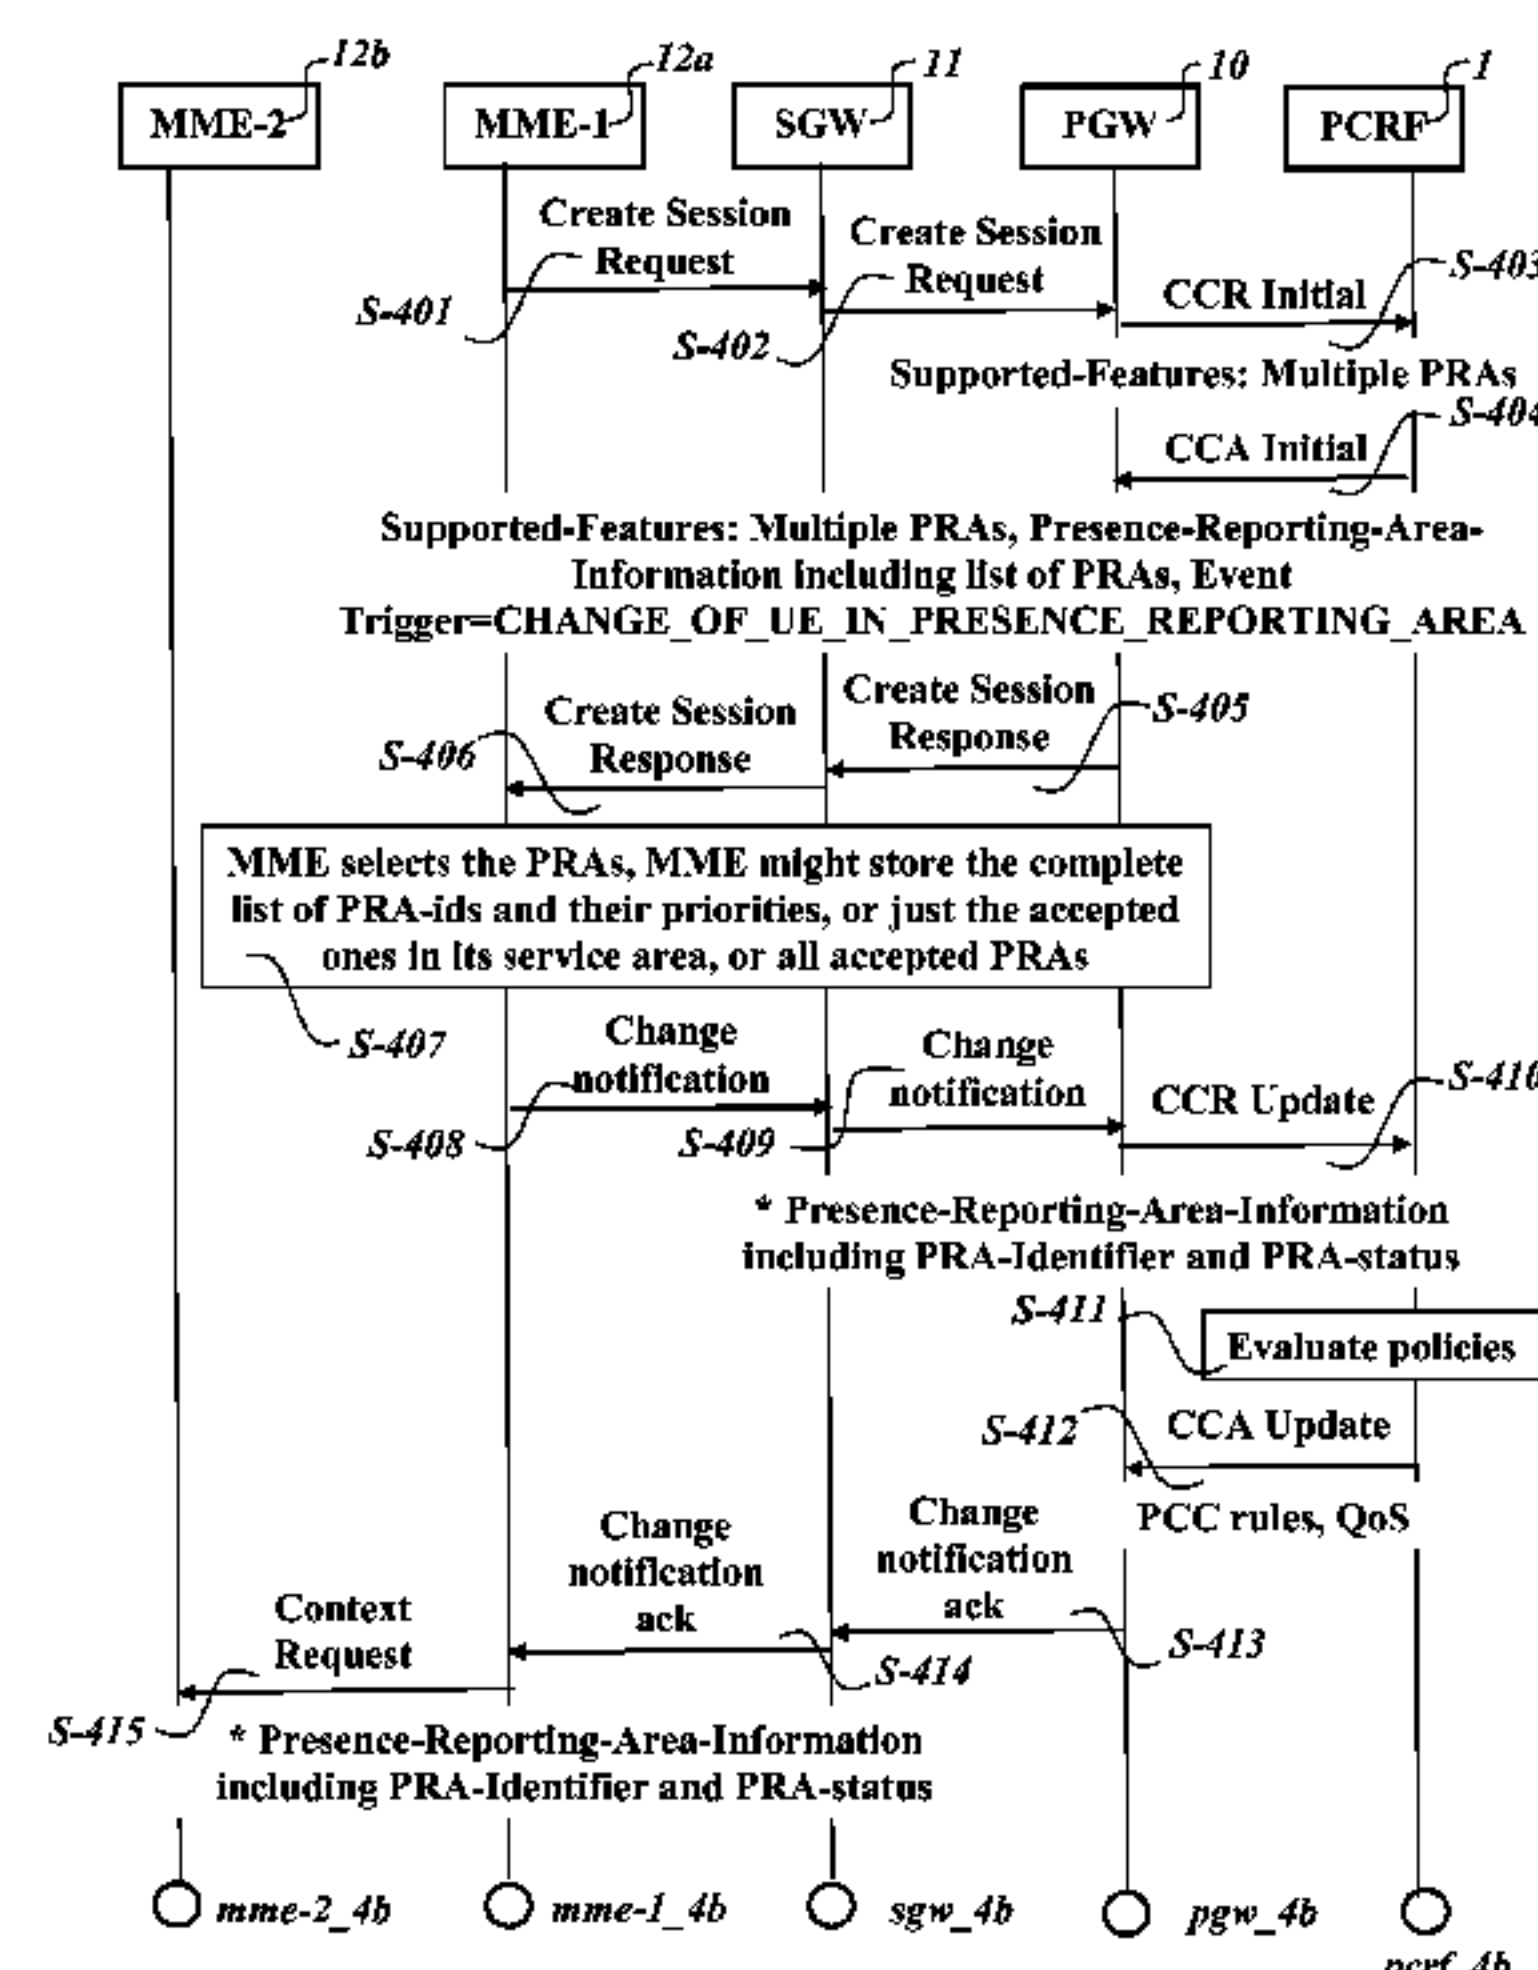 12b
12a
11
10
1
MME-2
MME-1
SGW
PGW
PCRF
Create Session
Request
Create Session
Request
CCR Initial
S-403
S-401
S-402
Supported-Features: Multiple PRAs
S-404
CCA Initial
Supported-Features: Multiple PRAs, Presence-Reporting-Area-
Information including list of PRAs, Event
Trigger=CHANGE_OF_UE_IN_PRESENCE_REPORTING_AREA
Create Session
Response
S-405
Create Session
Response
S-406
MME selects the PRAs, MME might store the complete
list of PRA-ids and their priorities, or just the accepted
ones in its service area, or all accepted PRAs
S-407
Change
notification
Change
notification
CCR Update
S-410
S-408
S-409
* Presence-Reporting-Area-Information
including PRA-Identifier and PRA-status
S-411
Evaluate policies
S-412
CCA Update
PCC rules, QoS
Change
notification
ack
Change
notification
ack
S-413
S-414
Context
Request
S-415
* Presence-Reporting-Area-Information
including PRA-Identifier and PRA-status
mme-2_4b
mme-1_4b
sgw_4b
pgw_4b
pcrf_4b